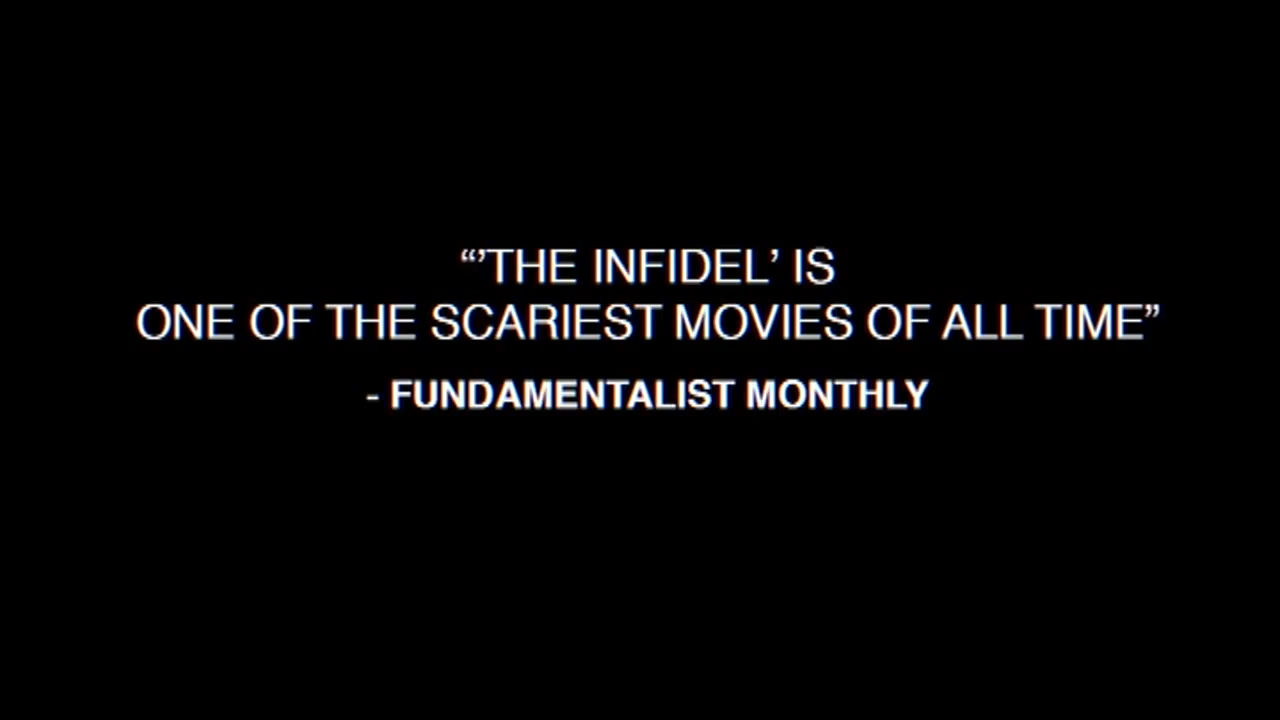 “’THE INFIDEL’ IS
ONE OF THE SCARIEST MOVIES OF ALL TIME”
- FUNDAMENTALIST MONTHLY